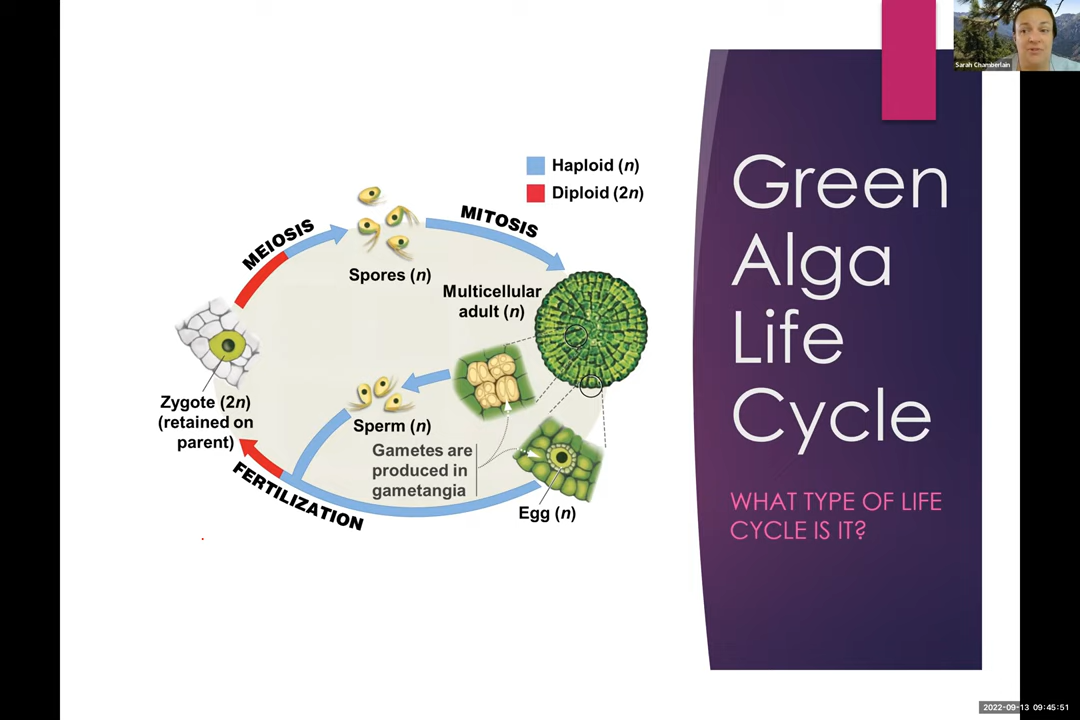 Sarah Chamberlain
Haploid (n)
Diploid (2n)
MEIOSIS
MITOSIS
Spores (n)
Multicellular
adult (n)
Zygote (2n)
(retained on
parent)
Sperm (n)
Gametes are
produced in
gametangia
Egg (n)
FERTILIZATION
Green
Alga
Life
Cycle
WHAT TYPE OF LIFE
CYCLE IS IT?
2022-09-13 09:45:51